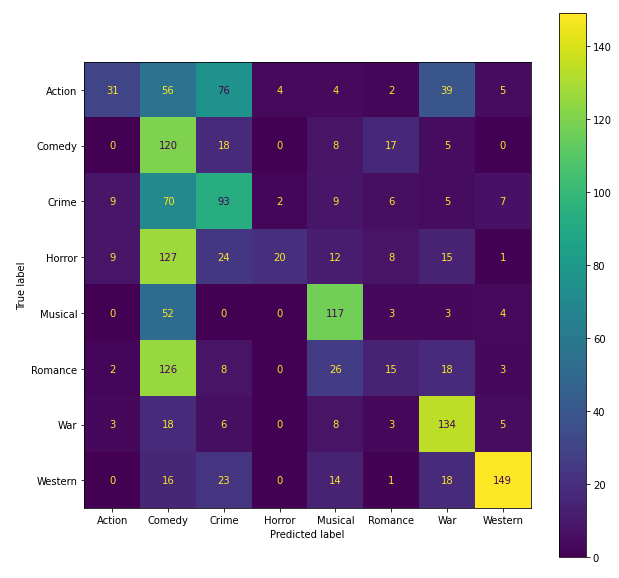 140
Action 31 56 76 4 4 2 39 5
120
Comedy 0 120 18 0 8 17 5 0
100
Crime 9 70 93 2 9 6 5 7
80
Horror 9 127 24 20 12 8 15 1
True label
60
Musical 0 52 0 0 117 3 3 4
Romance 2 126 8 0 26 15 18 3
40
War 3 18 6 0 8 3 134 5
20
Western 0 16 23 0 14 1 18 149
Action Comedy Crime Horror Musical Romance War Western
Predicted label
0